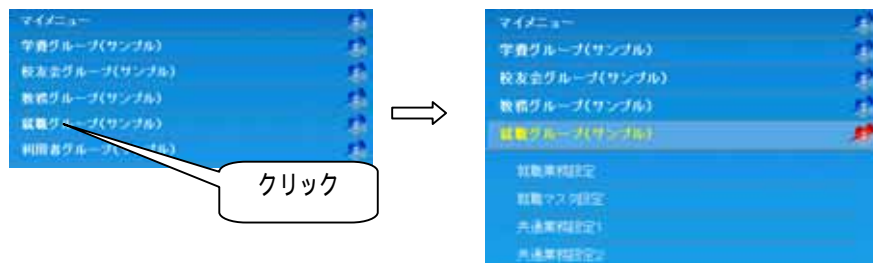 マイメニュー
学費グループ(サンプル)
校友会グループ(サンプル)
教務グループ(サンプル)
就職グループ(サンプル)
利用者グループ(サンプル)
クリック
マイメニュー
学費グループ(サンプル)
校友会グループ(サンプル)
教務グループ(サンプル)
就職グループ(サンプル)
就職業務設定
就職マスタ設定
共通業務設定1
共通業務設定2